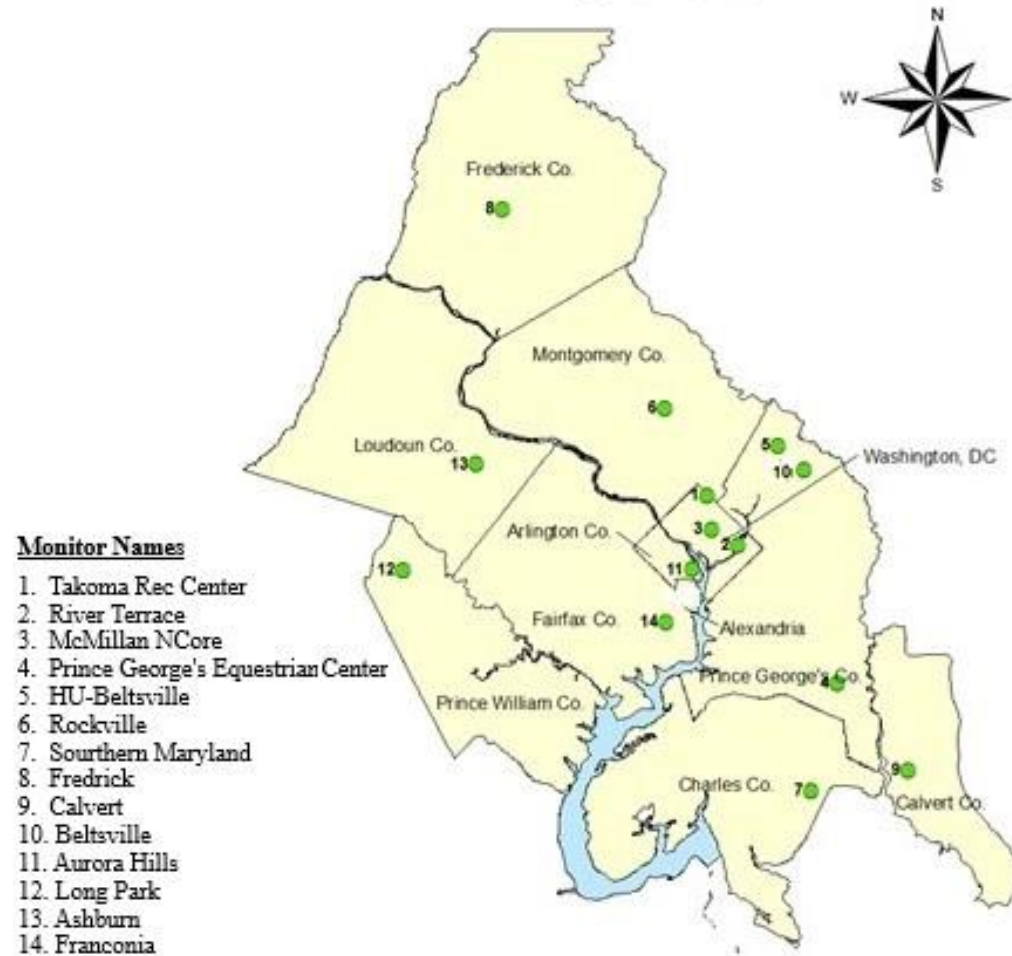 N
W
S
Frederick Co.
8
Montgomery Co.
6
Loudoun Co.
13
5
10
Washington, DC
1
3
2
Arlington Co.
11
12
Fairfax Co.
14
Alexandria
Prince George's Co.
4
Prince William Co.
Charles Co.
7
9
Calvert Co.
Monitor Names
1. Takoma Rec Center
2. River Terrace
3. McMillan NCore
4. Prince George's Equestrian Center
5. HU-Beltsville
6. Rockville
7. Sourthern Maryland
8. Fredrick
9. Calvert
10. Beltsville
11. Aurora Hills
12. Long Park
13. Ashburn
14. Franconia